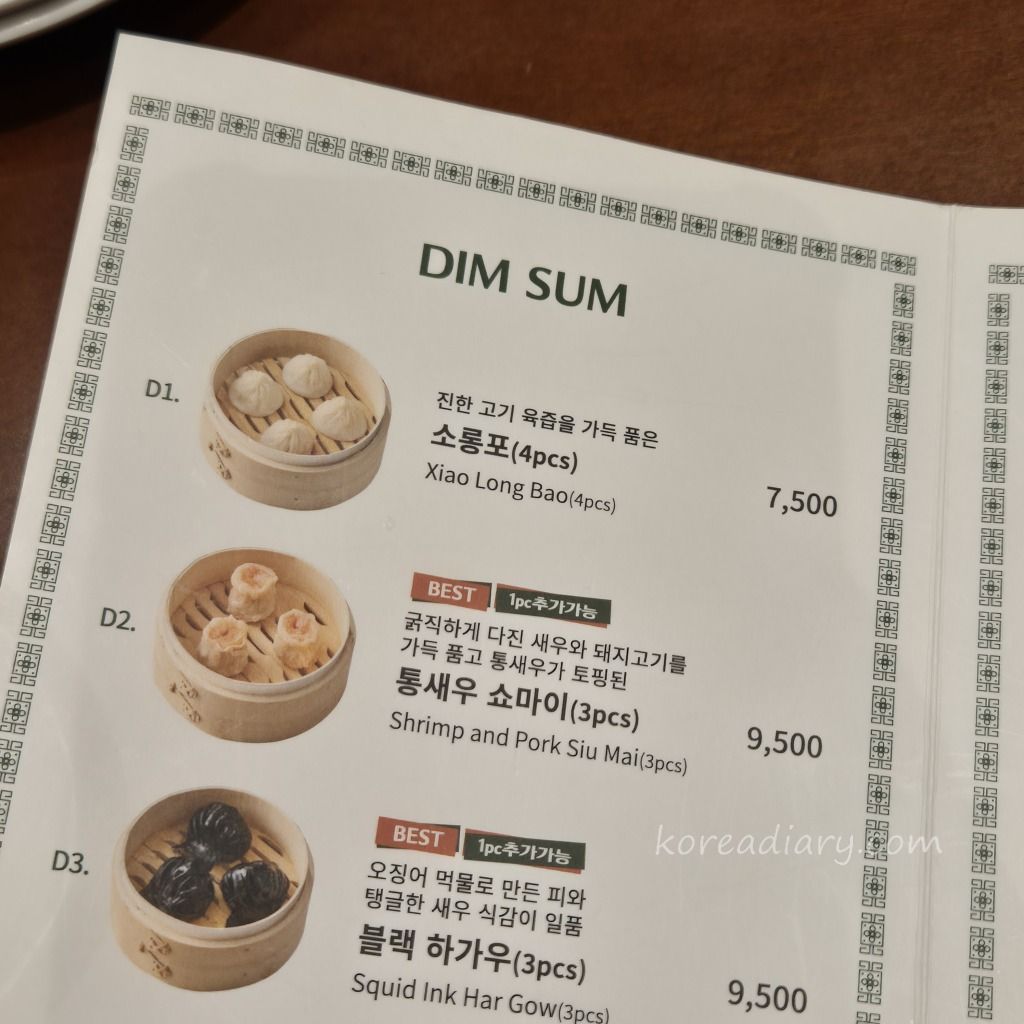 DIM SUM
D1.
진한 고기 육즙을 가득 품은
소롱포(4pcs)
Xiao Long Bao(4pcs)
7,500
D2.
BEST 1pc추가가능
굵직하게 다진 새우와 돼지고기를
가득 품고 통새우가 토핑된
통새우 쇼마이(3pcs)
Shrimp and Pork Siu Mai(3pcs)
9,500
D3.
BEST 1pc추가가능
오징어 먹물로 만든 피와
탱글한 새우 식감이 일품
블랙 하가우(3pcs)
Squid Ink Har Gow(3pcs)
9,500
koreadiary.com